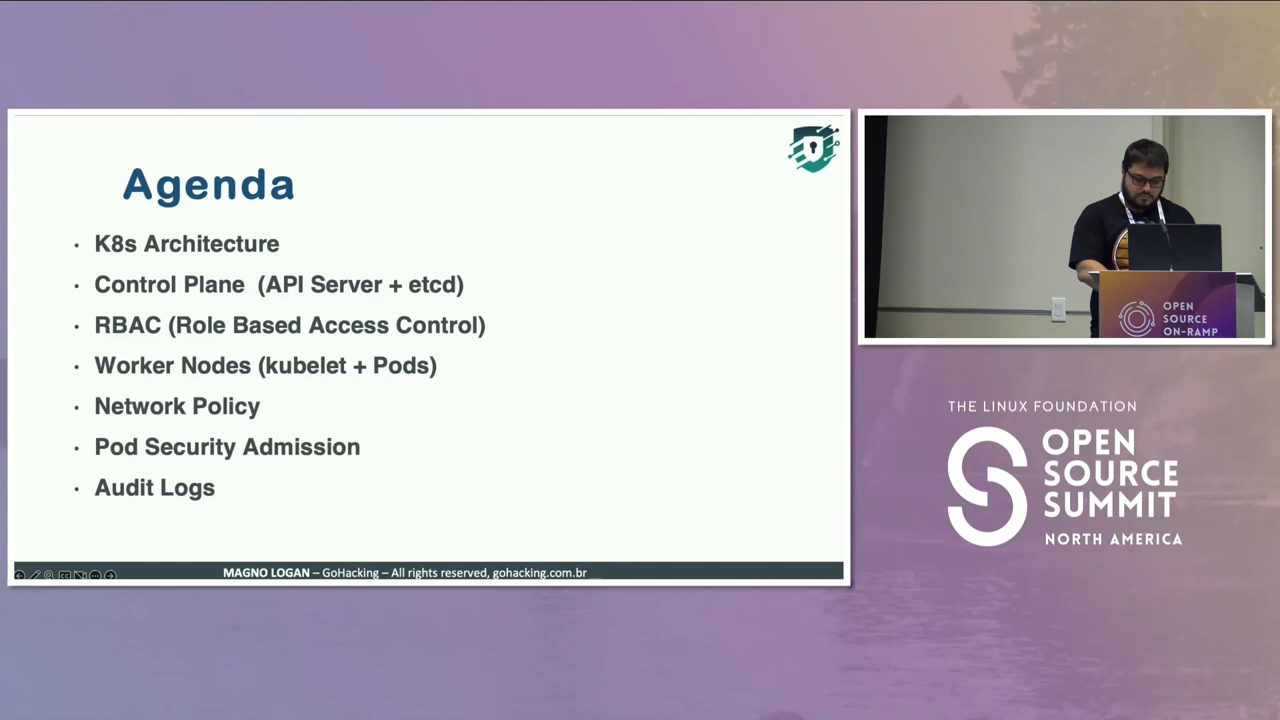 Agenda
• K8s Architecture
• Control Plane (API Server + etcd)
• RBAC (Role Based Access Control)
• Worker Nodes (kubelet + Pods)
• Network Policy
• Pod Security Admission
• Audit Logs
MAGNO LOGAN – GoHacking – All rights reserved, gohacking.com.br
OPEN
SOURCE
ON-RAMP
THE LINUX FOUNDATION
OPEN
SOURCE
SUMMIT
NORTH AMERICA